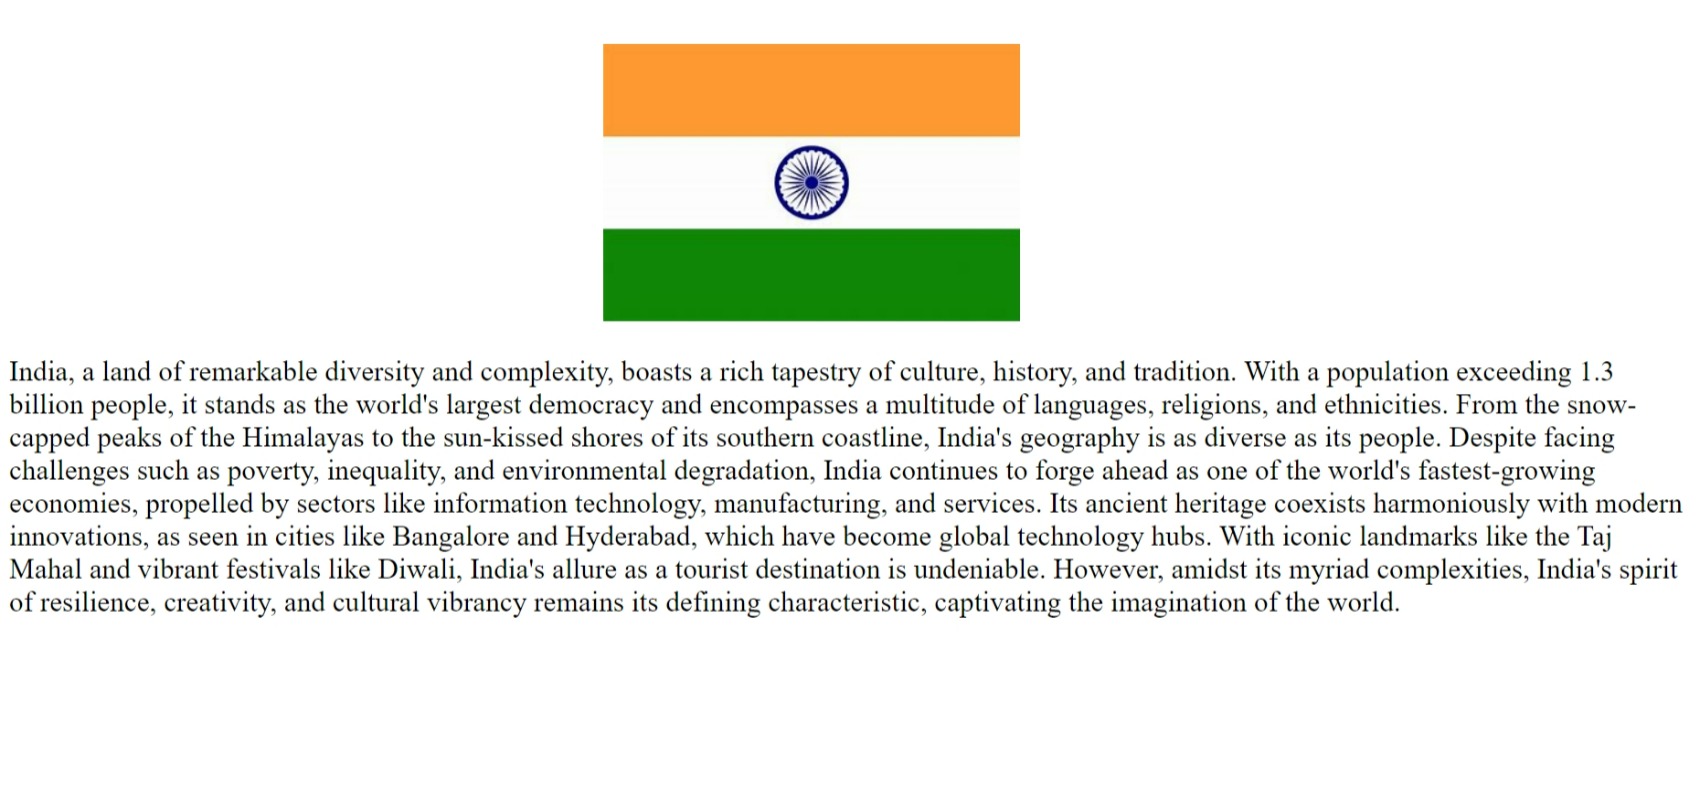 India, a land of remarkable diversity and complexity, boasts a rich tapestry of culture, history, and tradition. With a population exceeding 1.3
billion people, it stands as the world's largest democracy and encompasses a multitude of languages, religions, and ethnicities. From the snow-
capped peaks of the Himalayas to the sun-kissed shores of its southern coastline, India's geography is as diverse as its people. Despite facing
challenges such as poverty, inequality, and environmental degradation, India continues to forge ahead as one of the world's fastest-growing
economies, propelled by sectors like information technology, manufacturing, and services. Its ancient heritage coexists harmoniously with modern
innovations, as seen in cities like Bangalore and Hyderabad, which have become global technology hubs. With iconic landmarks like the Taj
Mahal and vibrant festivals like Diwali, India's allure as a tourist destination is undeniable. However, amidst its myriad complexities, India's spirit
of resilience, creativity, and cultural vibrancy remains its defining characteristic, captivating the imagination of the world.